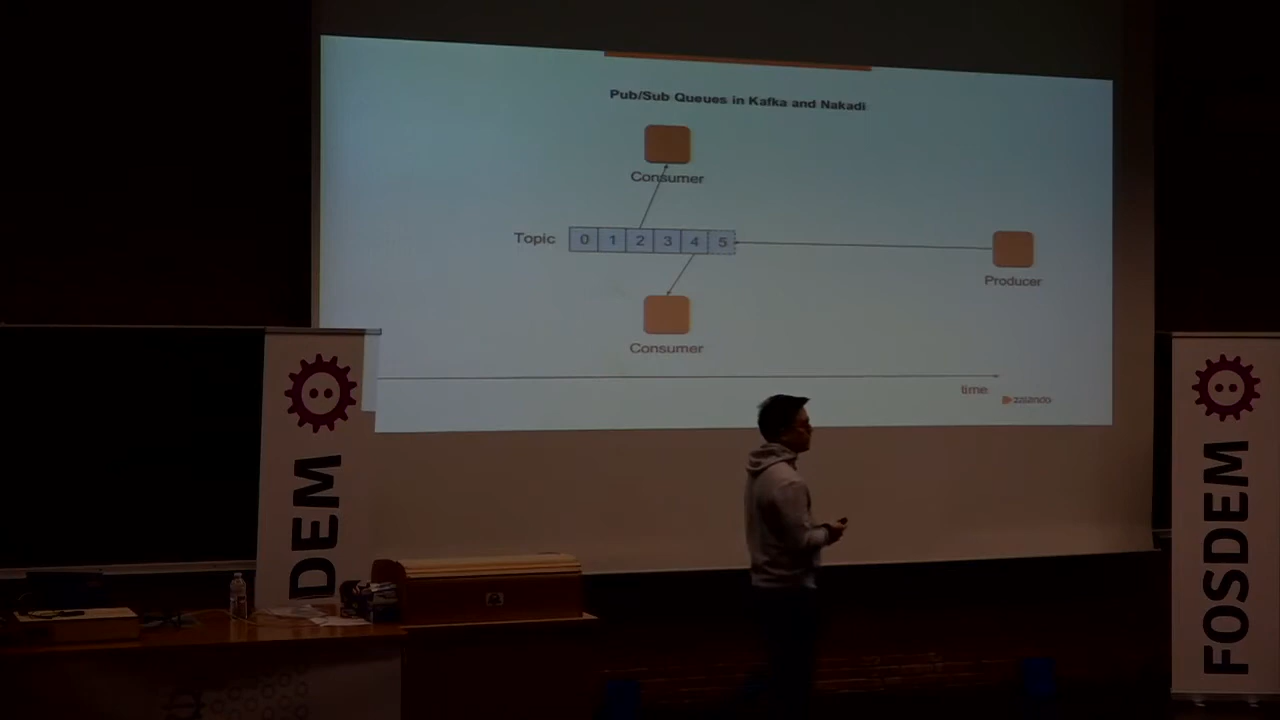 Pub/Sub Queues in Kafka and Nakadi
Consumer
Topic 0 1 2 3 4 5
Producer
Consumer
time
zalando
DEM
FOSDEM